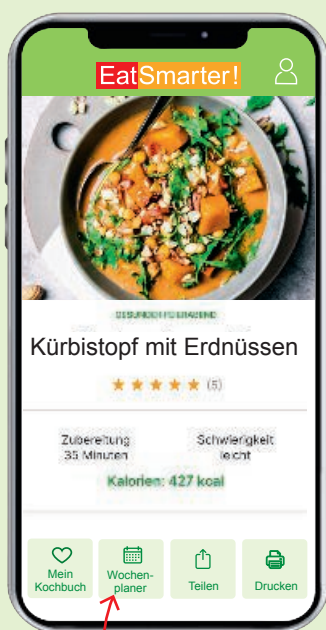 EatSmarter!
Kürbistopf mit Erdnüssen
(5)
Zubereitung
35 Minuten
Schwierigkeit
leicht
Kalorien: 427 kcal
Mein
Kochbuch
Wochen-
planer
Teilen
Drucken